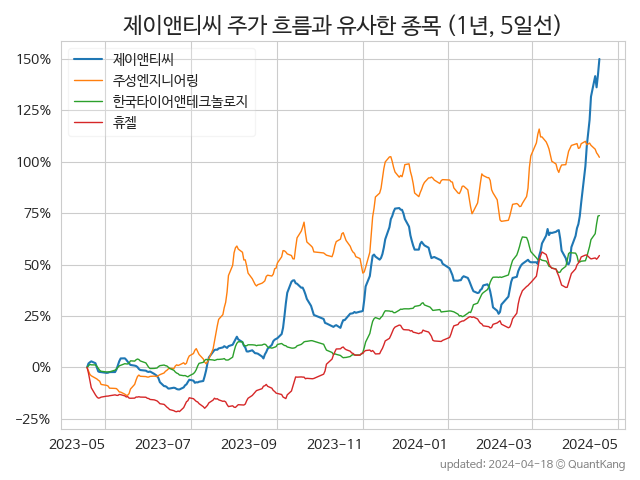 제이앤티씨 주가 흐름과 유사한 종목 (1년, 5일선)
제이앤티씨
주성엔지니어링
한국타이어앤테크놀로지
휴젤
150%
125%
100%
75%
50%
25%
0%
−25%
2023-05 2023-07 2023-09 2023-11 2024-01 2024-03 2024-05
updated: 2024-04-18 © QuantKang